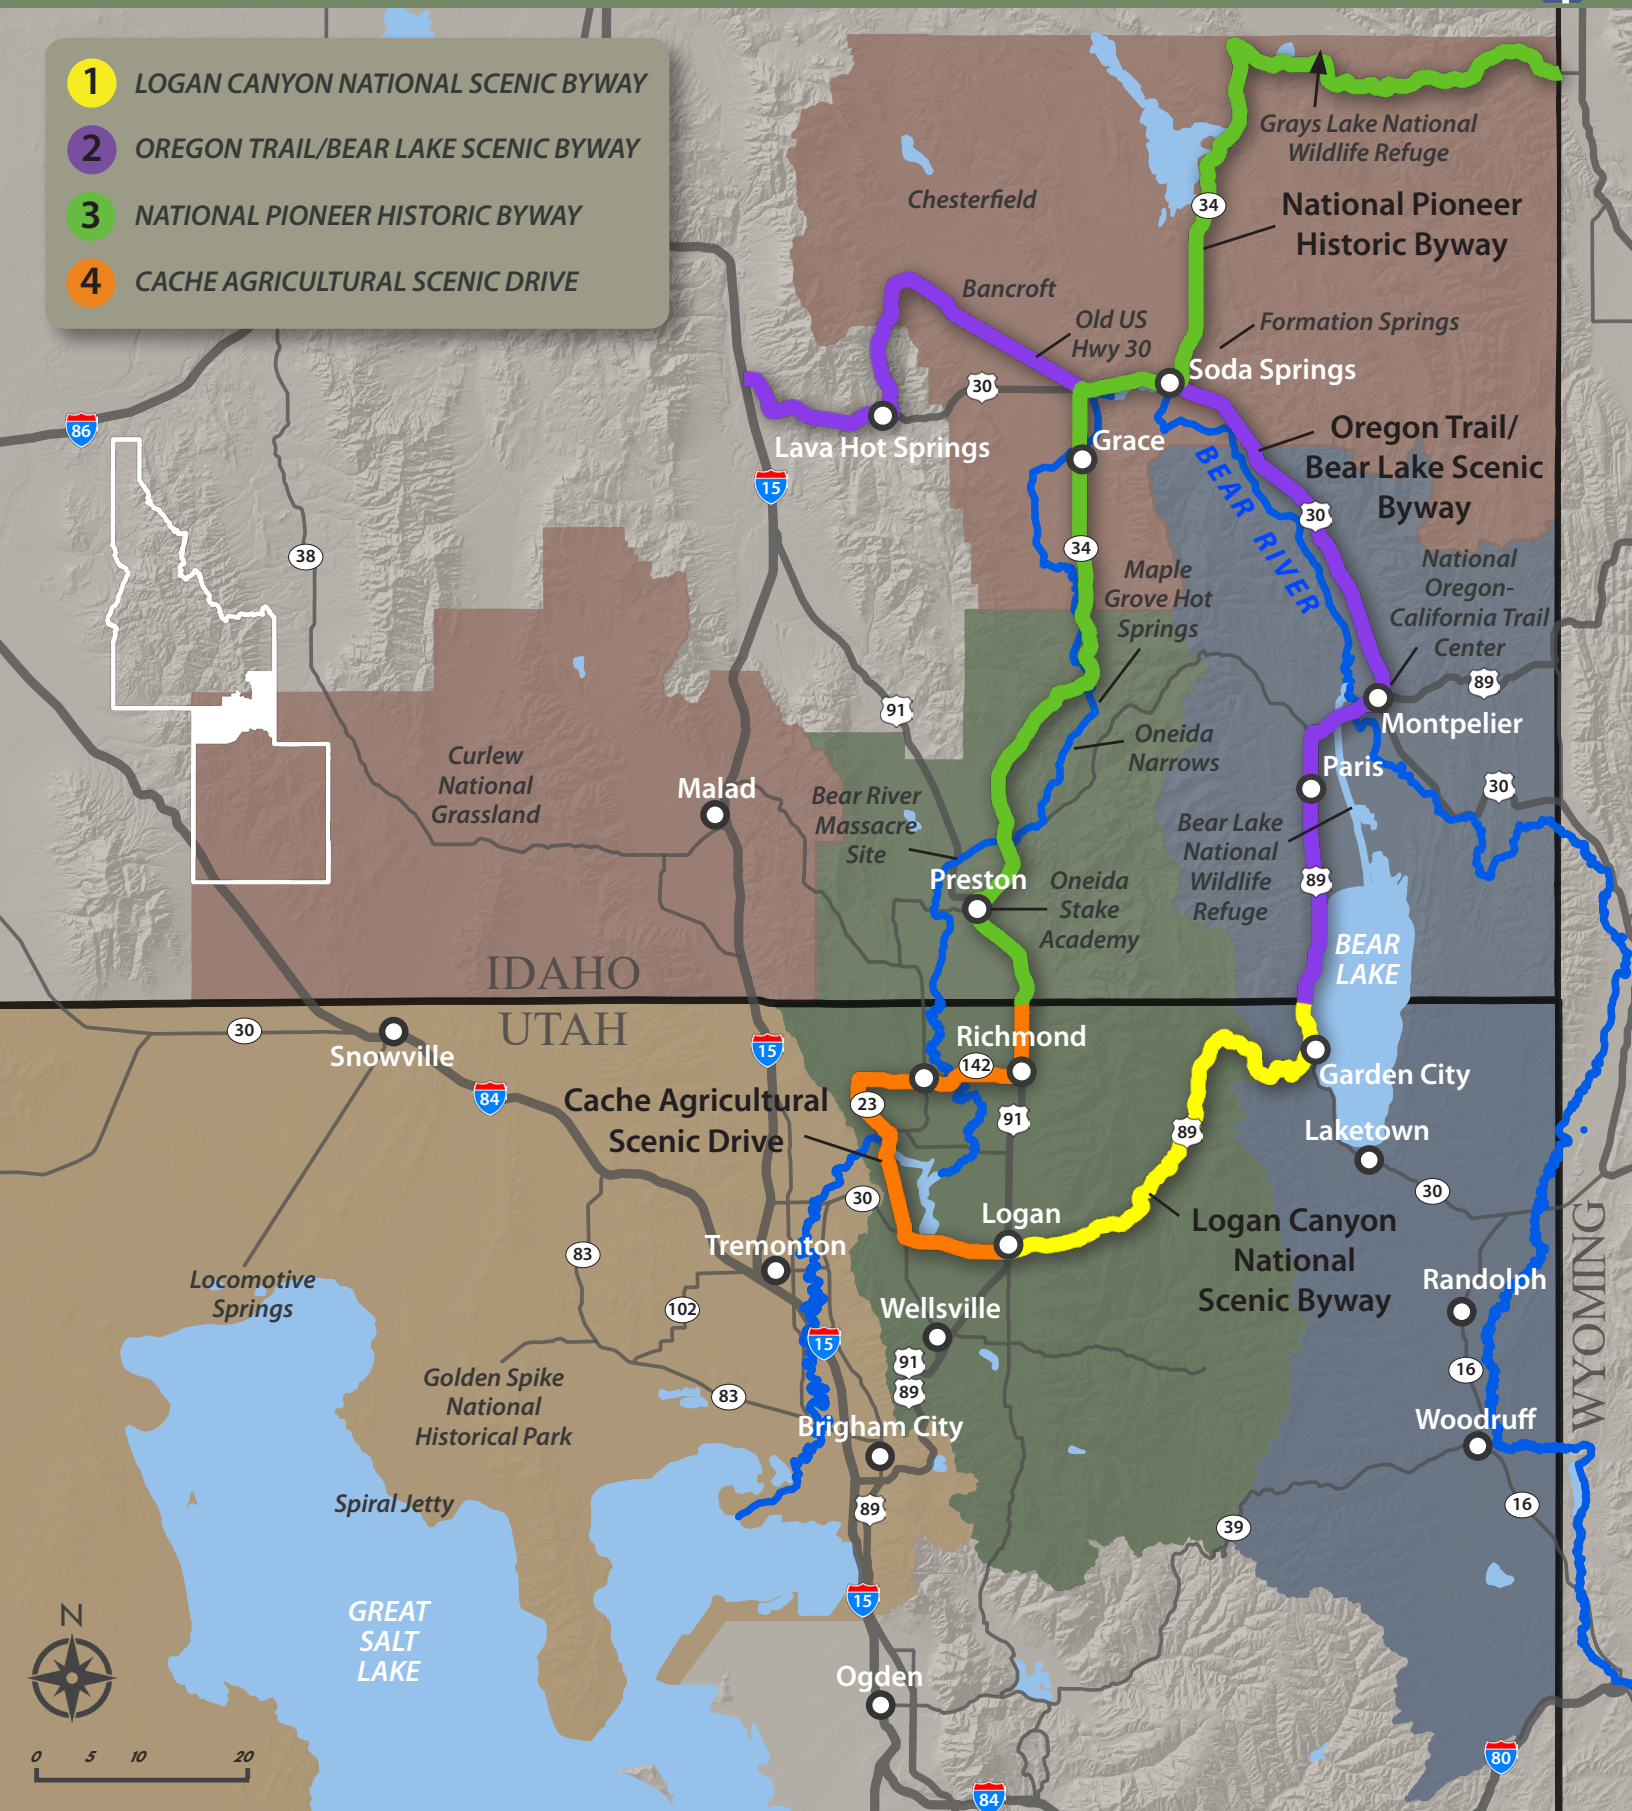 1 LOGAN CANYON NATIONAL SCENIC BYWAY
2 OREGON TRAIL/BEAR LAKE SCENIC BYWAY
3 NATIONAL PIONEER HISTORIC BYWAY
4 CACHE AGRICULTURAL SCENIC DRIVE
Grays Lake National
Wildlife Refuge
Chesterfield
34
National Pioneer
Historic Byway
Bancroft
Old US
Hwy 30
Formation Springs
Soda Springs
30
86
Lava Hot Springs
Grace
Oregon Trail/
Bear Lake Scenic
Byway
15
BEAR RIVER
30
38
34
Maple
Grove Hot
Springs
National
Oregon-
California Trail
Center
89
91
Montpelier
Oneida
Narrows
Curlew
National
Grassland
Malad
Paris
30
Bear River
Massacre
Site
Bear Lake
National
Wildlife
Refuge
89
Preston
Oneida
Stake
Academy
BEAR
LAKE
IDAHO
UTAH
30
Snowville
15
Richmond
142
Garden City
84
Cache Agricultural
Scenic Drive
23
91
89
Laketown
30
30
Logan
Logan Canyon
National
Scenic Byway
WYOMING
83
Tremonton
Locomotive
Springs
102
Randolph
Wellsville
15
91
89
16
Golden Spike
National
Historical Park
83
Brigham City
Woodruff
Spiral Jetty
89
16
39
15
N
GREAT
SALT
LAKE
Ogden
0 5 10 20
80
84